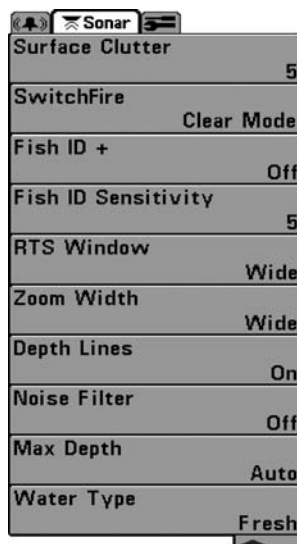 Sonar
Surface Clutter
5
SwitchFire
Clear Mode
Fish ID +
Off
Fish ID Sensitivity
5
RTS Window
Wide
Zoom Width
Wide
Depth Lines
On
Noise Filter
Off
Max Depth
Auto
Water Type
Fresh